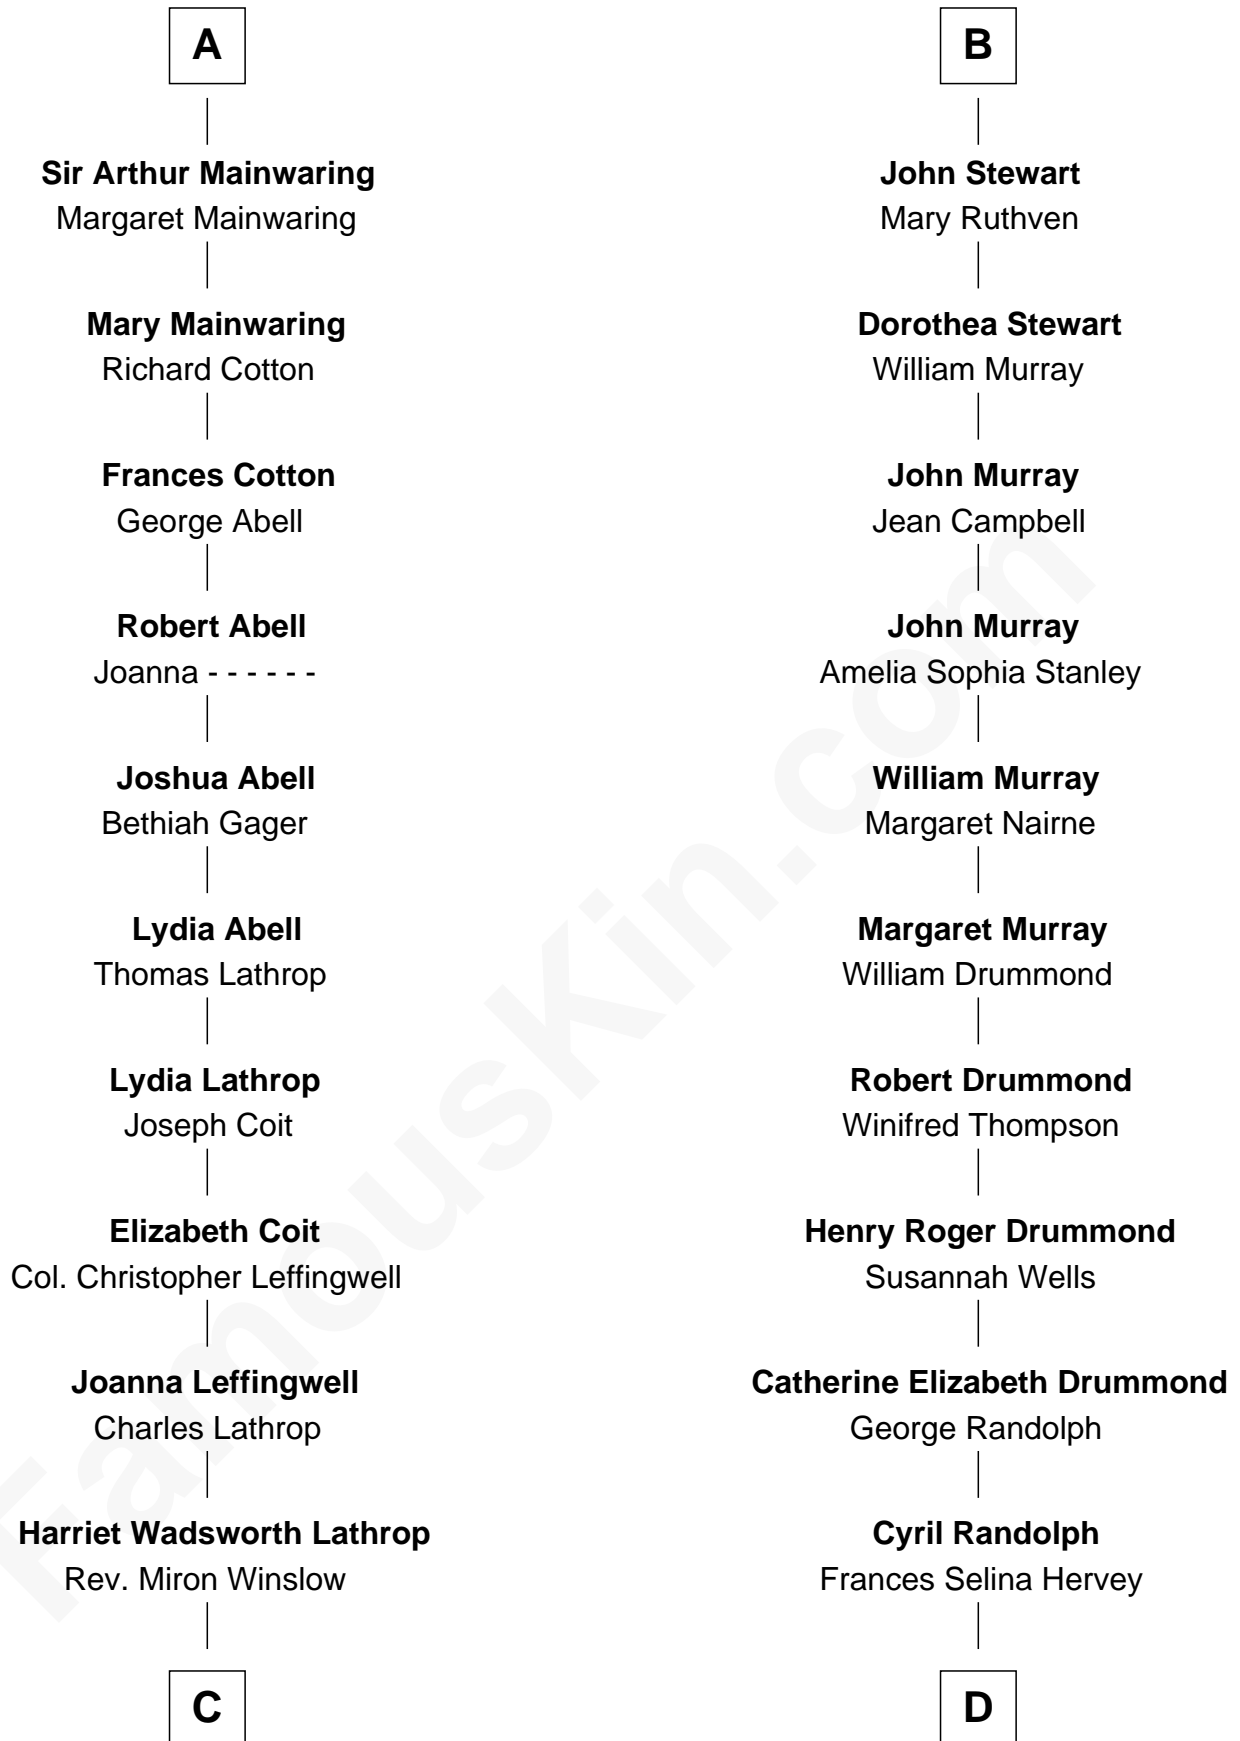 A
Sir Arthur Mainwaring
Margaret Mainwaring
Mary Mainwaring
Richard Cotton
Frances Cotton
George Abell
Robert Abell
Joanna - - - - - -
Joshua Abell
Bethiah Gager
Lydia Abell
Thomas Lathrop
Lydia Lathrop
Joseph Coit
Elizabeth Coit
Col. Christopher Leffingwell
Joanna Leffingwell
Charles Lathrop
Harriet Wadsworth Lathrop
Rev. Miron Winslow
C
B
John Stewart
Mary Ruthven
Dorothea Stewart
William Murray
John Murray
Jean Campbell
John Murray
Amelia Sophia Stanley
William Murray
Margaret Nairne
Margaret Murray
William Drummond
Robert Drummond
Winifred Thompson
Henry Roger Drummond
Susannah Wells
Catherine Elizabeth Drummond
George Randolph
Cyril Randolph
Frances Selina Hervey
D
FamousKin.com